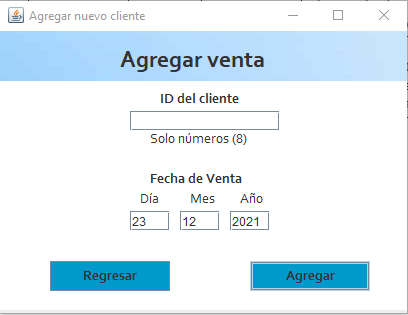 Agregar nuevo cliente
Agregar venta
ID del cliente
Solo números (8)
Fecha de Venta
Día Mes Año
23 12 2021
Regresar Agregar